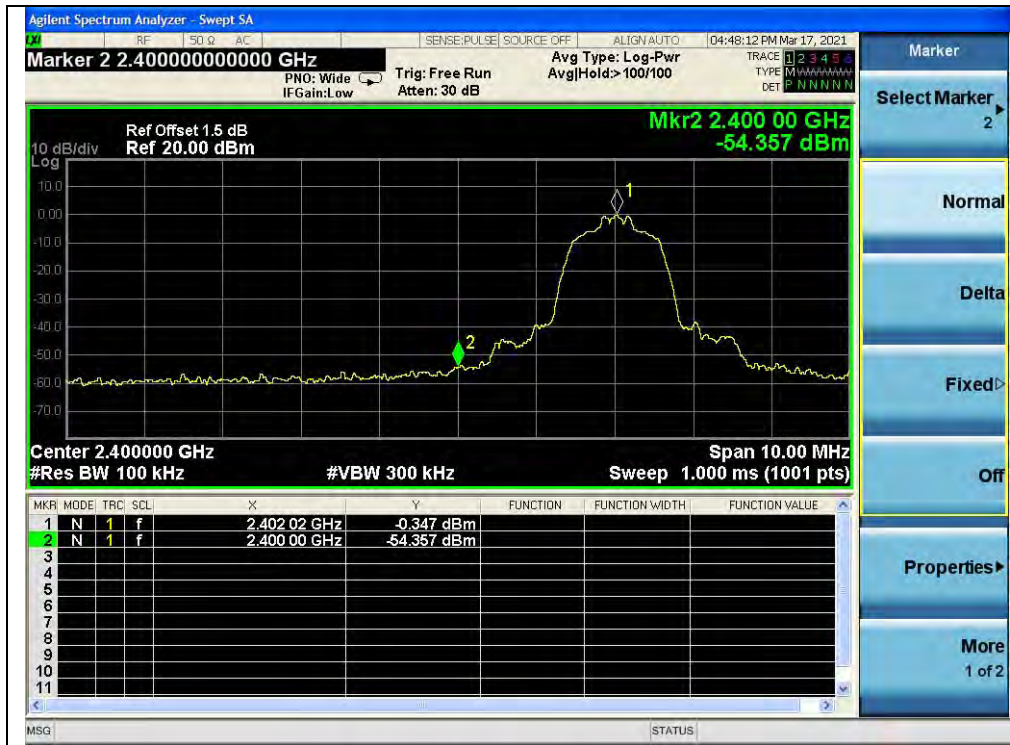 Agilent Spectrum Analyzer - Swept SA
LXI RF 50 Ω AC SENSE:PULSE SOURCE OFF ALIGN AUTO 04:48:12 PM Mar 17, 2021
Marker 2 2.400000000000 GHz
PNO: Wide
IFGain:Low
Trig: Free Run
Atten: 30 dB
Avg Type: Log-Pwr
Avg|Hold:>100/100
TRACE 1 2 3 4 5 6
TYPE M
DET P N N N N N
Mkr2 2.400 00 GHz
-54.357 dBm
Ref Offset 1.5 dB
10 dB/div Ref 20.00 dBm
Log
10.0
0.00
-10.0
-20.0
-30.0
-40.0
-50.0
-60.0
-70.0
1
2
Center 2.400000 GHz Span 10.00 MHz
#Res BW 100 kHz #VBW 300 kHz Sweep 1.000 ms (1001 pts)
MKR MODE TRC SCL X Y FUNCTION FUNCTION WIDTH FUNCTION VALUE
1 N 1 f 2.402 02 GHz -0.347 dBm
2 N 1 f 2.400 00 GHz -54.357 dBm
3
4
5
6
7
8
9
10
11
MSG STATUS
Marker
Select Marker
2
Normal
Delta
Fixed
Off
Properties
More
1 of 2